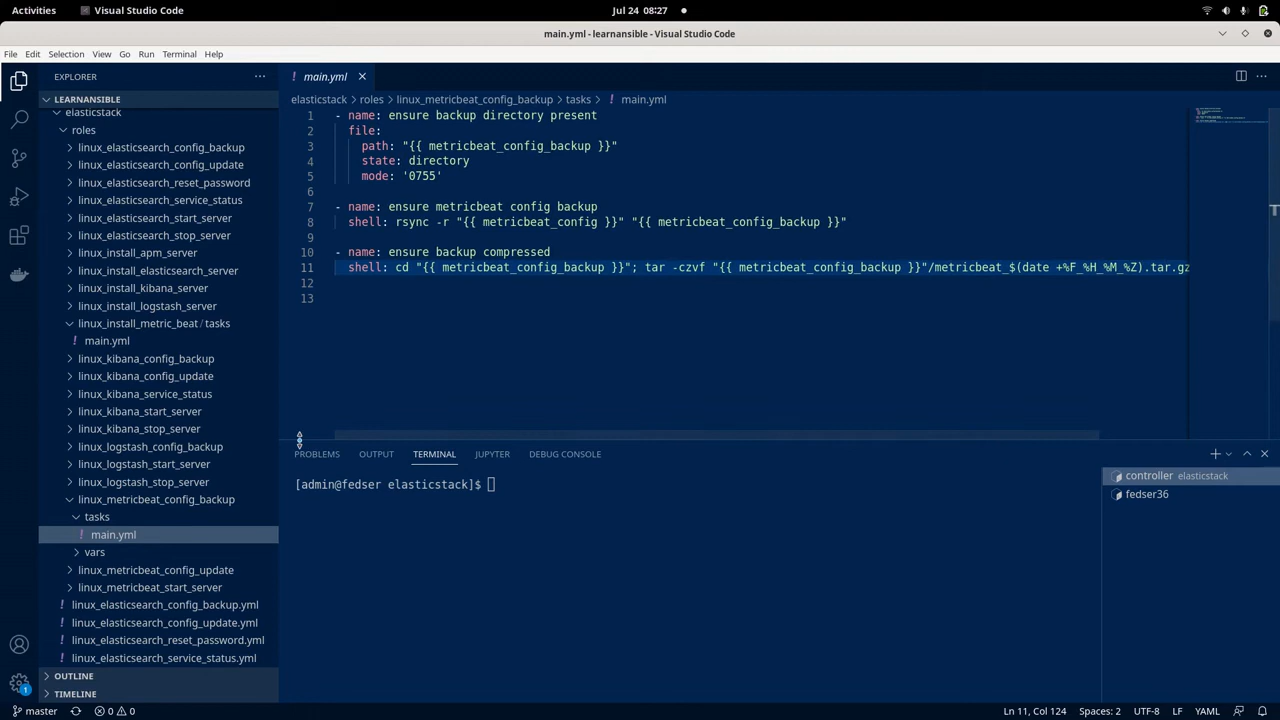 Activities Visual Studio Code Jul 24 08:27
main.yml - learnansible - Visual Studio Code
File Edit Selection View Go Run Terminal Help
EXPLORER
LEARNANSIBLE
elasticstack
roles
linux_elasticsearch_config_backup
linux_elasticsearch_config_update
linux_elasticsearch_reset_password
linux_elasticsearch_service_status
linux_elasticsearch_start_server
linux_elasticsearch_stop_server
linux_install_apm_server
linux_install_elasticsearch_server
linux_install_kibana_server
linux_install_logstash_server
linux_install_metric_beat / tasks
! main.yml
linux_kibana_config_backup
linux_kibana_config_update
linux_kibana_service_status
linux_kibana_start_server
linux_kibana_stop_server
linux_logstash_config_backup
linux_logstash_start_server
linux_logstash_stop_server
linux_metricbeat_config_backup
tasks
! main.yml
vars
linux_metricbeat_config_update
linux_metricbeat_start_server
! linux_elasticsearch_config_backup.yml
! linux_elasticsearch_config_update.yml
! linux_elasticsearch_reset_password.yml
! linux_elasticsearch_service_status.yml
OUTLINE
TIMELINE
! main.yml
elasticstack > roles > linux_metricbeat_config_backup > tasks > ! main.yml
1 - name: ensure backup directory present
2 file:
3 path: "{{ metricbeat_config_backup }}"
4 state: directory
5 mode: '0755'
6
7 - name: ensure metricbeat config backup
8 shell: rsync -r "{{ metricbeat_config }}" "{{ metricbeat_config_backup }}"
9
10 - name: ensure backup compressed
11 shell: cd "{{ metricbeat_config_backup }}"; tar -czvf "{{ metricbeat_config_backup }}"/metricbeat_$(date +%F_%H_%M_%Z).tar.gz
12
13
PROBLEMS OUTPUT TERMINAL JUPYTER DEBUG CONSOLE
[admin@fedser elasticstack]$
controller elasticstack
fedser36
1
master 0 0 Ln 11, Col 124 Spaces: 2 UTF-8 LF YAML